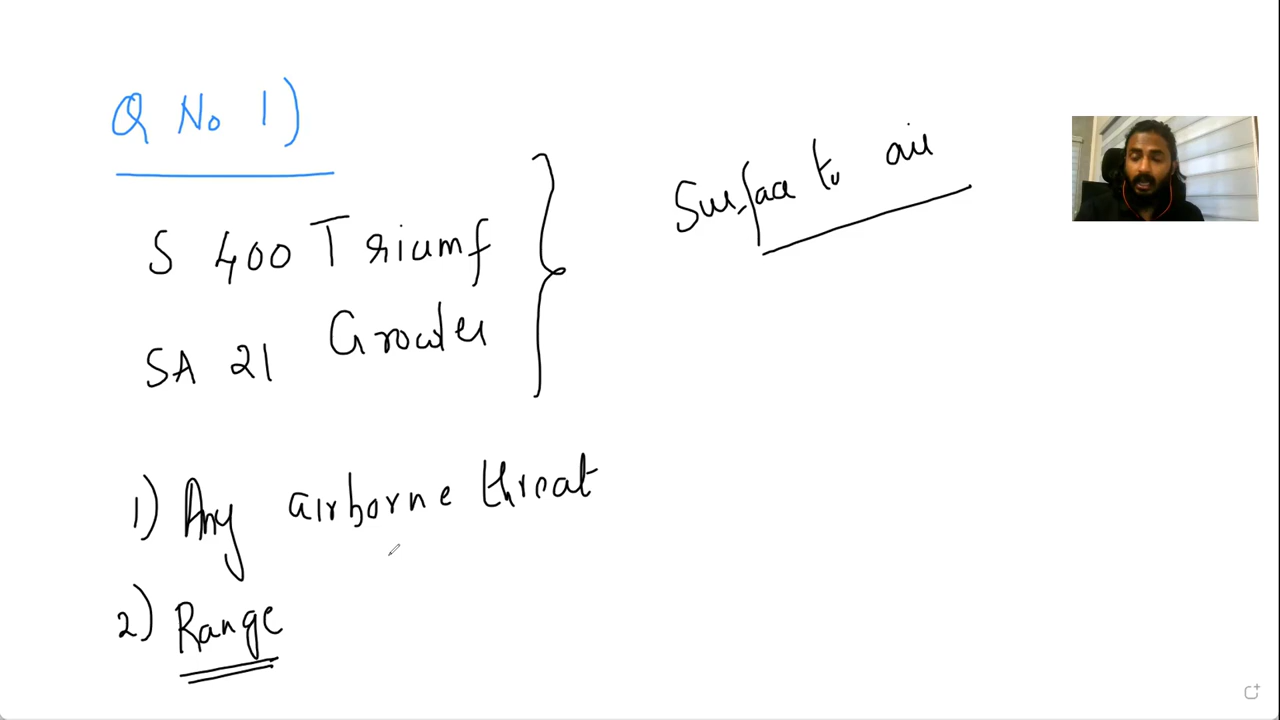 Q No 1)
S 400 Triumf
Surface to air
SA 21 Growler
1) Any airborne threat
2) Range